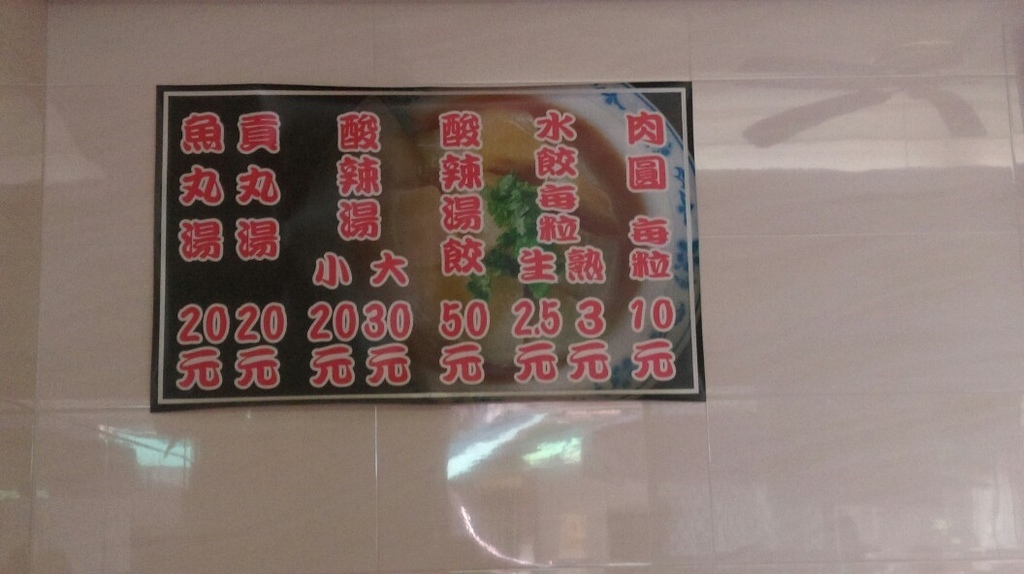 肉圓 每粒 10元
水餃每粒 熟 3元 生 2.5元
酸辣湯餃 50元
酸辣湯 大 30元 小 20元
貢丸湯 20元
魚丸湯 20元